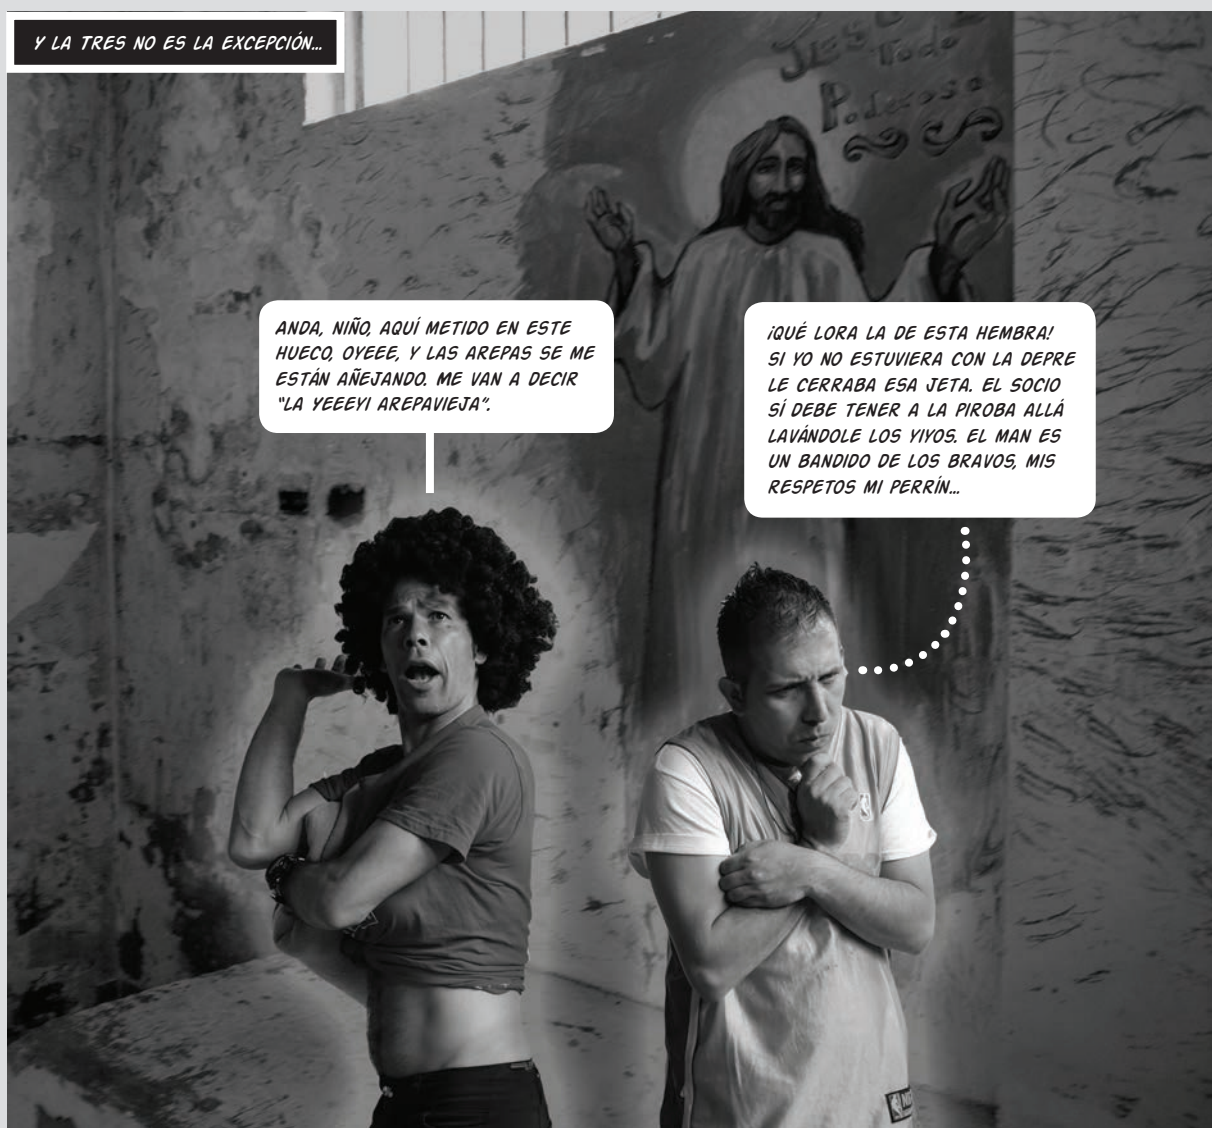 Y LA TRES NO ES LA EXCEPCIÓN...
Todo
P.deroso
ANDA, NIÑO, AQUÍ METIDO EN ESTE
HUECO, OYEEE, Y LAS AREPAS SE ME
ESTÁN AÑEJANDO. ME VAN A DECIR
"LA YEEEYI AREPAVIEJA".
¡QUÉ LORA LA DE ESTA HEMBRA!
SI YO NO ESTUVIERA CON LA DEPRE
LE CERRABA ESA JETA. EL SOCIO
SÍ DEBE TENER A LA PIROBA ALLÁ
LAVÁNDOLE LOS YIYOS. EL MAN ES
UN BANDIDO DE LOS BRAVOS, MIS
RESPETOS MI PERRÍN...